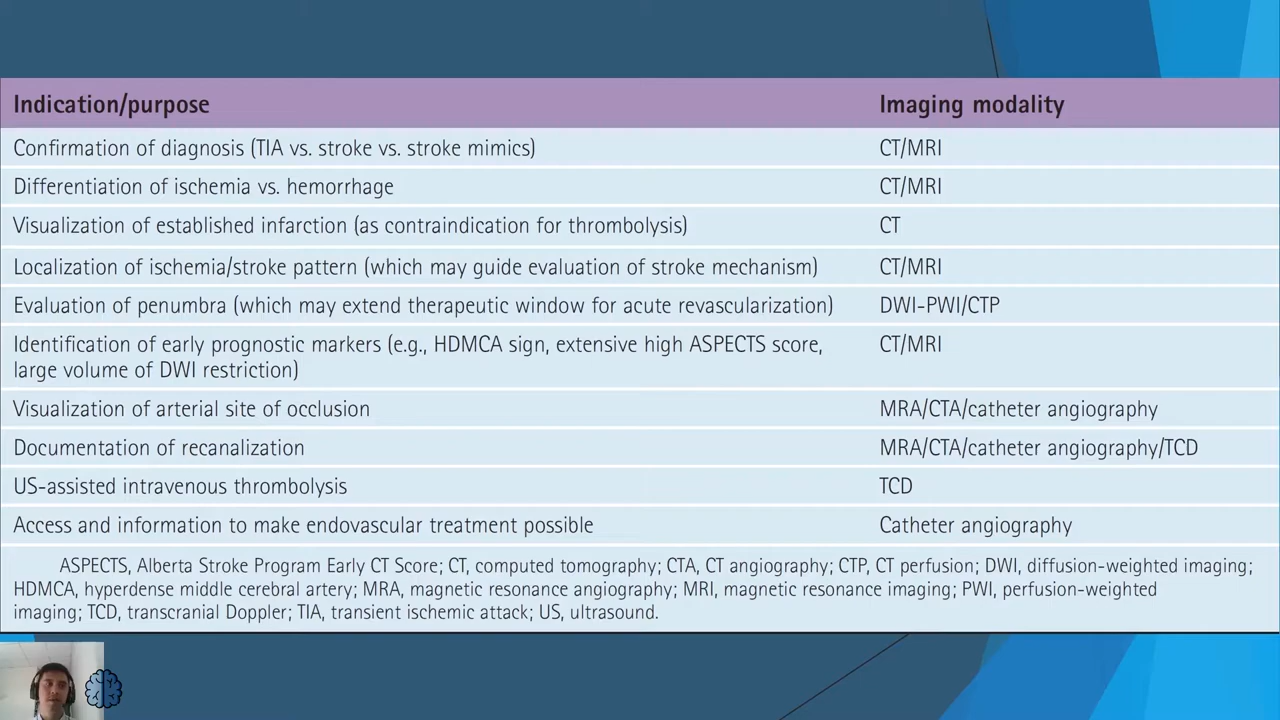 Indication/purpose Imaging modality
Confirmation of diagnosis (TIA vs. stroke vs. stroke mimics) CT/MRI
Differentiation of ischemia vs. hemorrhage CT/MRI
Visualization of established infarction (as contraindication for thrombolysis) CT
Localization of ischemia/stroke pattern (which may guide evaluation of stroke mechanism) CT/MRI
Evaluation of penumbra (which may extend therapeutic window for acute revascularization) DWI-PWI/CTP
Identification of early prognostic markers (e.g., HDMCA sign, extensive high ASPECTS score, CT/MRI
large volume of DWI restriction)
Visualization of arterial site of occlusion MRA/CTA/catheter angiography
Documentation of recanalization MRA/CTA/catheter angiography/TCD
US-assisted intravenous thrombolysis TCD
Access and information to make endovascular treatment possible Catheter angiography
ASPECTS, Alberta Stroke Program Early CT Score; CT, computed tomography; CTA, CT angiography; CTP, CT perfusion; DWI, diffusion-weighted imaging;
HDMCA, hyperdense middle cerebral artery; MRA, magnetic resonance angiography; MRI, magnetic resonance imaging; PWI, perfusion-weighted
imaging; TCD, transcranial Doppler; TIA, transient ischemic attack; US, ultrasound.